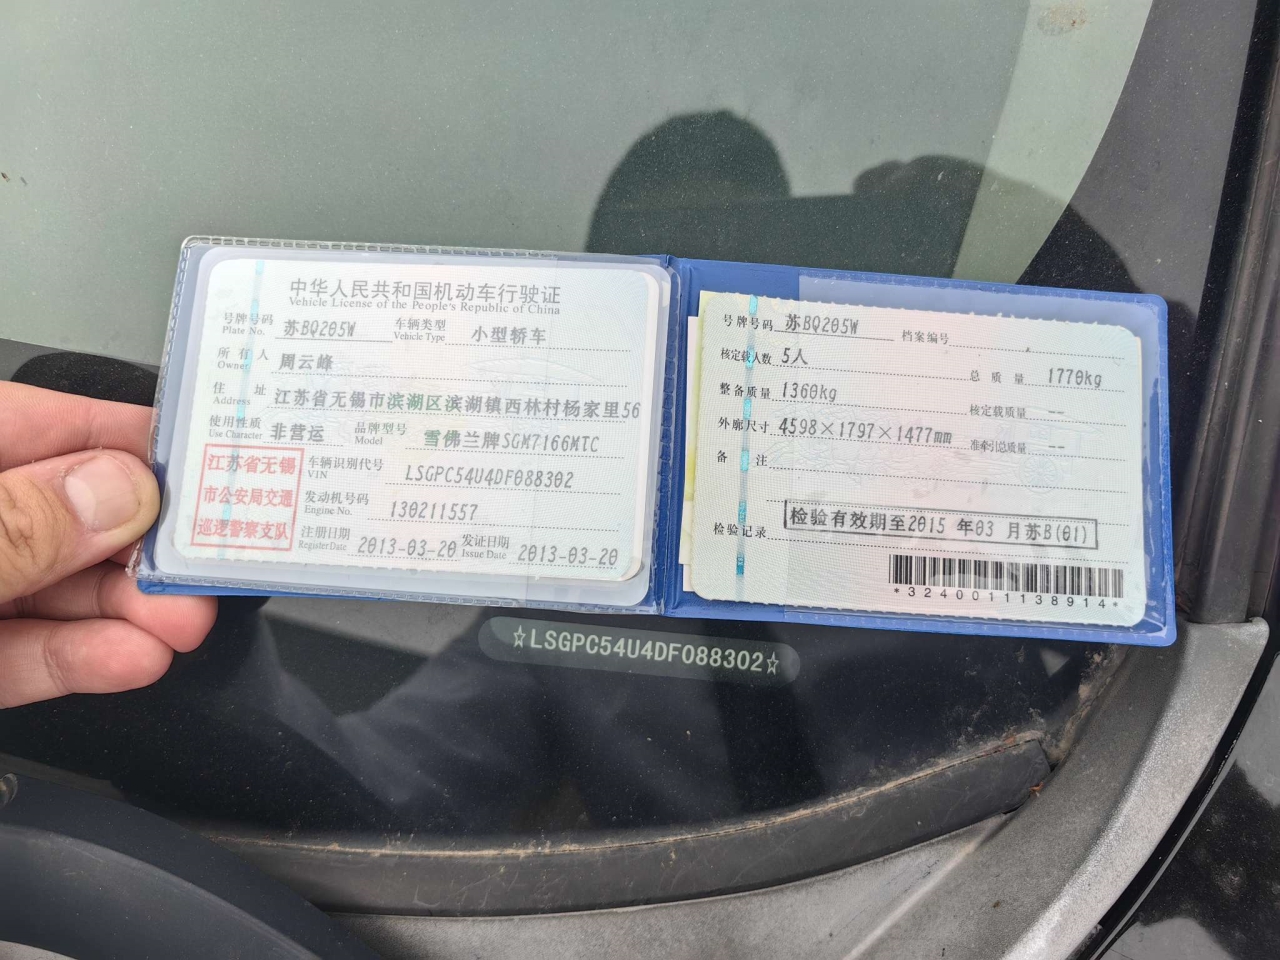 中华人民共和国机动车行驶证
Vehicle License of the People's Republic of China
号牌号码 苏BQ205W 车辆类型 小型轿车
Plate No. Vehicle Type
所有人 周云峰
Owner
住址 江苏省无锡市滨湖区滨湖镇西林村杨家里56
Address
使用性质 非营运 品牌型号 雪佛兰牌SGM7166MTC
Use Character Model
江苏省无锡
市公安局交通
巡逻警察支队
车辆识别代号 LSGPC54U4DF088302
VIN
发动机号码 130211557
Engine No.
注册日期 2013-03-20 发证日期 2013-03-20
Register Date Issue Date
号牌号码 苏BQ205W 档案编号
核定载人数 5人 总质量 1770kg
整备质量 1360kg 核定载质量 --
外廓尺寸 4598×1797×1477mm 准牵引总质量 --
备注
检验记录 检验有效期至2015 年03 月苏B(01)
*3240011138914*
☆LSGPC54U4DF088302☆